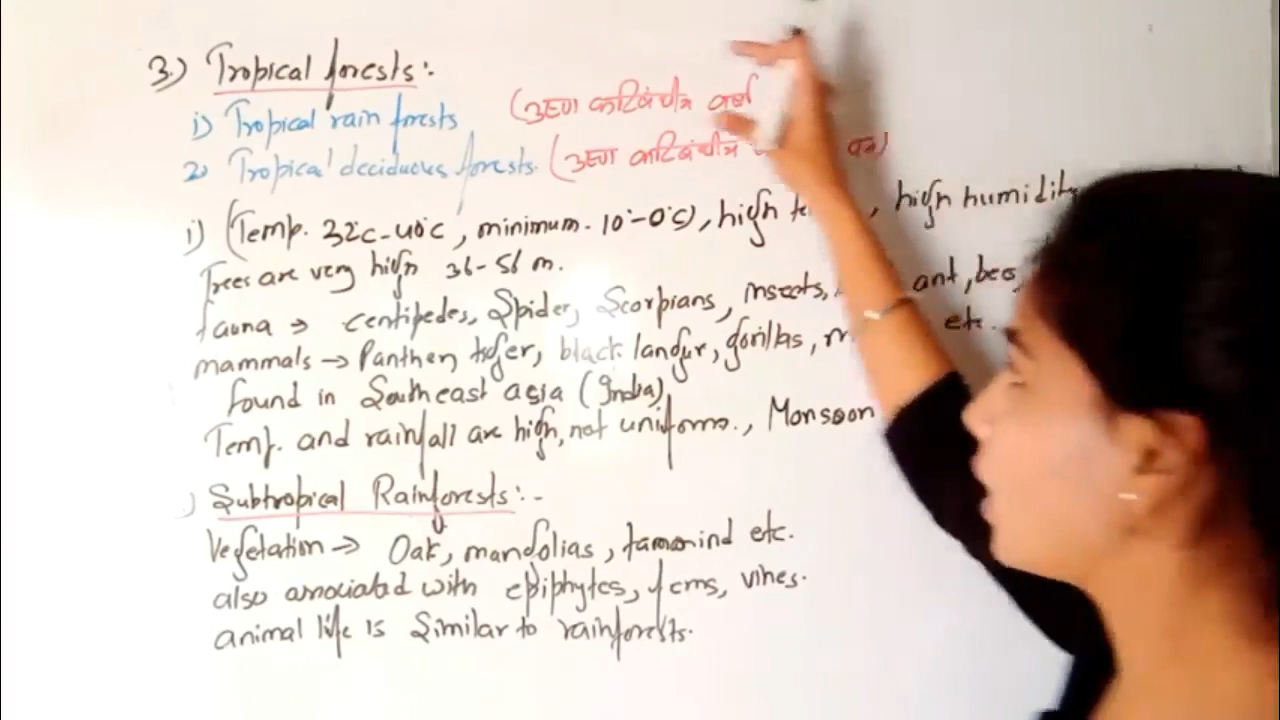 3.) Tropical forests:
i) Tropical rain forests (उष्ण कटिबंधीय वर्षा
2) Tropical deciduous forests. (उष्ण कटिबंधीय वन)
i) (Temp. 32°c-40°c, minimum. 10°-0°c), high, high humidity
Trees are very high 36-56 m.
fauna → Centipedes, Spider, Scorpians, insects, ant, bee,
mammals → Panther, tiger, black langur, gorillas, etc.
found in Southeast asia (India)
Temp. and rainfall are high, not uniforms., Monsoon
) Subtropical Rainforests:-
Vegetation → Oak, mangolias, tamarind etc.
also associated with epiphytes, ferns, vines.
animal life is Similar to rainforests.